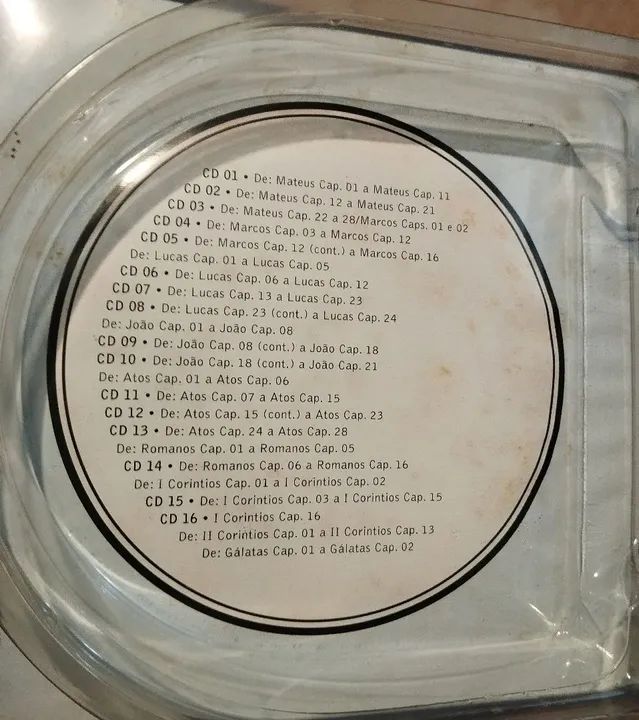 CD 01 • De: Mateus Cap. 01 a Mateus Cap. 11
CD 02 • De: Mateus Cap. 12 a Mateus Cap. 21
CD 03 • De: Mateus Cap. 22 a 28/Marcos Caps. 01 e 02
CD 04 • De: Marcos Cap. 03 a Marcos Cap. 12
CD 05 • De: Marcos Cap. 12 (cont.) a Marcos Cap. 16
De: Lucas Cap. 01 a Lucas Cap. 05
CD 06 • De: Lucas Cap. 06 a Lucas Cap. 12
CD 07 • De: Lucas Cap. 13 a Lucas Cap. 23
CD 08 • De: Lucas Cap. 23 (cont.) a Lucas Cap. 24
De: João Cap. 01 a João Cap. 08
CD 09 • De: João Cap. 08 (cont.) a João Cap. 18
CD 10 • De: João Cap. 18 (cont.) a João Cap. 21
De: Atos Cap. 01 a Atos Cap. 06
CD 11 • De: Atos Cap. 07 a Atos Cap. 15
CD 12 • De: Atos Cap. 15 (cont.) a Atos Cap. 23
CD 13 • De: Atos Cap. 24 a Atos Cap. 28
De: Romanos Cap. 01 a Romanos Cap. 05
CD 14 • De: Romanos Cap. 06 a Romanos Cap. 16
De: I Corintios Cap. 01 a I Corintios Cap. 02
CD 15 • De: I Corintios Cap. 03 a I Corintios Cap. 15
CD 16 • I Corintios Cap. 16
De: II Corintios Cap. 01 a II Corintios Cap. 13
De: Gálatas Cap. 01 a Gálatas Cap. 02